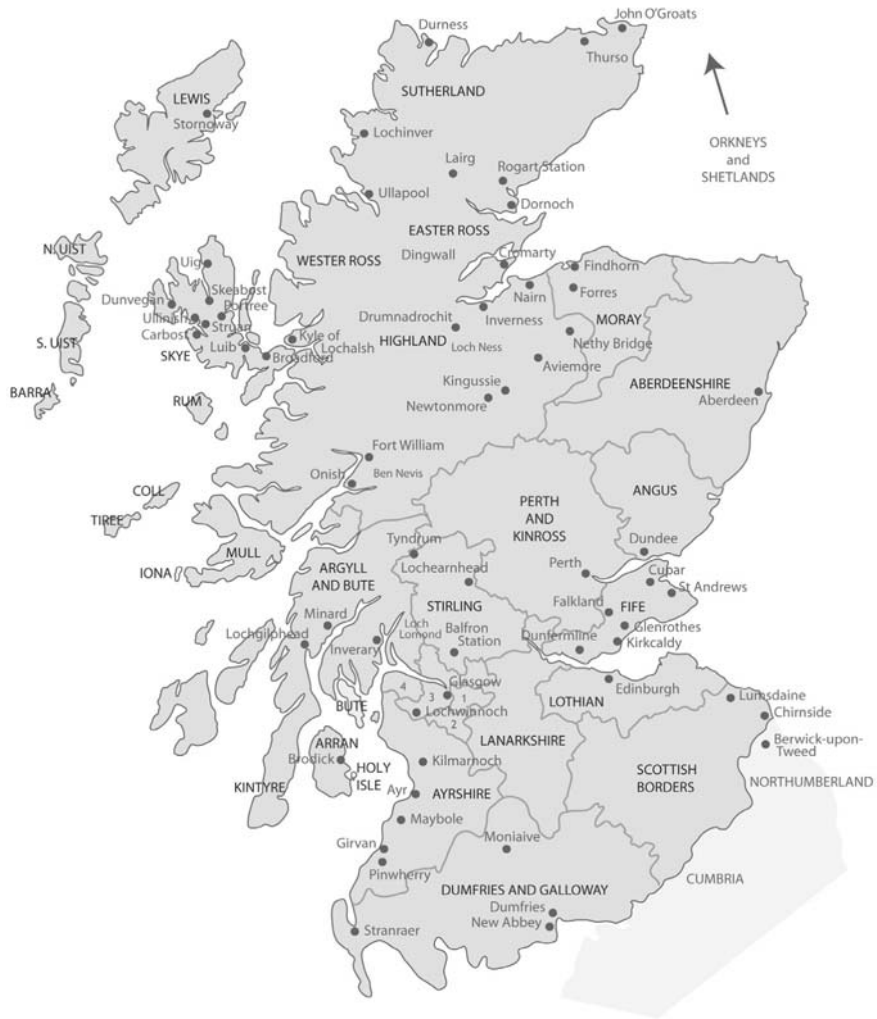 John O'Groats
Durness
Thurso
SUTHERLAND
LEWIS
Stornoway
Lochinver
ORKNEYS
and
SHETLANDS
Lairg
Rogart Station
Ullapool
Dornoch
EASTER ROSS
N. UIST
Dingwall
Cromarty
WESTER ROSS
Uig
Findhorn
Skeabost
Dunvegan
Portree
Nairn
Forres
Ullinish
Struan
Drumnadrochit
Inverness
MORAY
Carbost
S. UIST
Luib
Kyle of
Lochalsh
HIGHLAND
Loch Ness
Nethy Bridge
SKYE
Broadford
Aviemore
BARRA
RUM
Kingussie
Newtonmore
ABERDEENSHIRE
Aberdeen
Fort William
Onish
Ben Nevis
COLL
TIREE
PERTH
AND
KINROSS
ANGUS
Tyndrum
Dundee
MULL
IONA
ARGYLL
AND BUTE
Lochearnhead
Perth
Cupar
St Andrews
STIRLING
Falkland
FIFE
Minard
Loch
Lomond
Balfron
Station
Dunfermline
Glenrothes
Kirkcaldy
Lochgilphead
Inverary
Glasgow
4
3
1
2
Edinburgh
LOTHIAN
Lumsdaine
BUTE
Lochwinnoch
Chirnside
LANARKSHIRE
ARRAN
Brodick
HOLY
ISLE
Berwick-upon-
Tweed
Kilmarnoch
KINTYRE
SCOTTISH
BORDERS
NORTHUMBERLAND
Ayr
AYRSHIRE
Maybole
Girvan
Moniaive
Pinwherry
CUMBRIA
DUMFRIES AND GALLOWAY
Dumfries
New Abbey
Stranraer